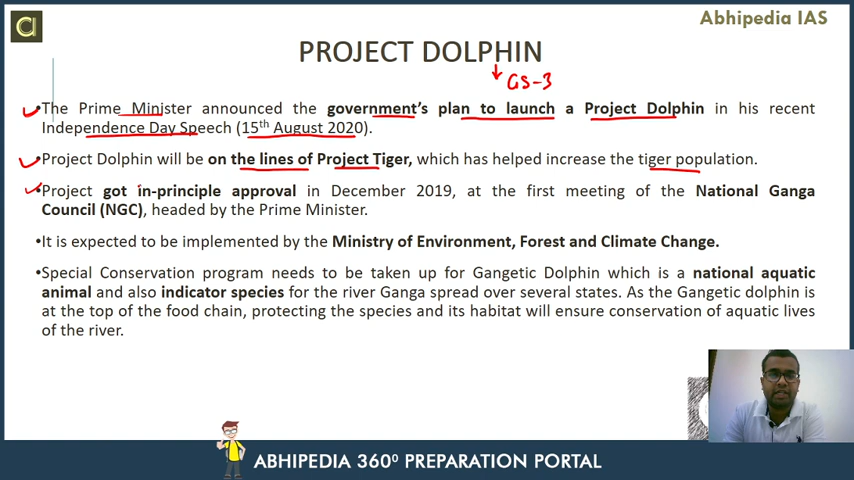 Abhipedia IAS
a
PROJECT DOLPHIN
GS-3
•The Prime Minister announced the government's plan to launch a Project Dolphin in his recent
Independence Day Speech (15th August 2020).
•Project Dolphin will be on the lines of Project Tiger, which has helped increase the tiger population.
•Project got in-principle approval in December 2019, at the first meeting of the National Ganga
Council (NGC), headed by the Prime Minister.
•It is expected to be implemented by the Ministry of Environment, Forest and Climate Change.
•Special Conservation program needs to be taken up for Gangetic Dolphin which is a national aquatic
animal and also indicator species for the river Ganga spread over several states. As the Gangetic dolphin is
at the top of the food chain, protecting the species and its habitat will ensure conservation of aquatic lives
of the river.
ABHIPEDIA 360⁰ PREPARATION PORTAL